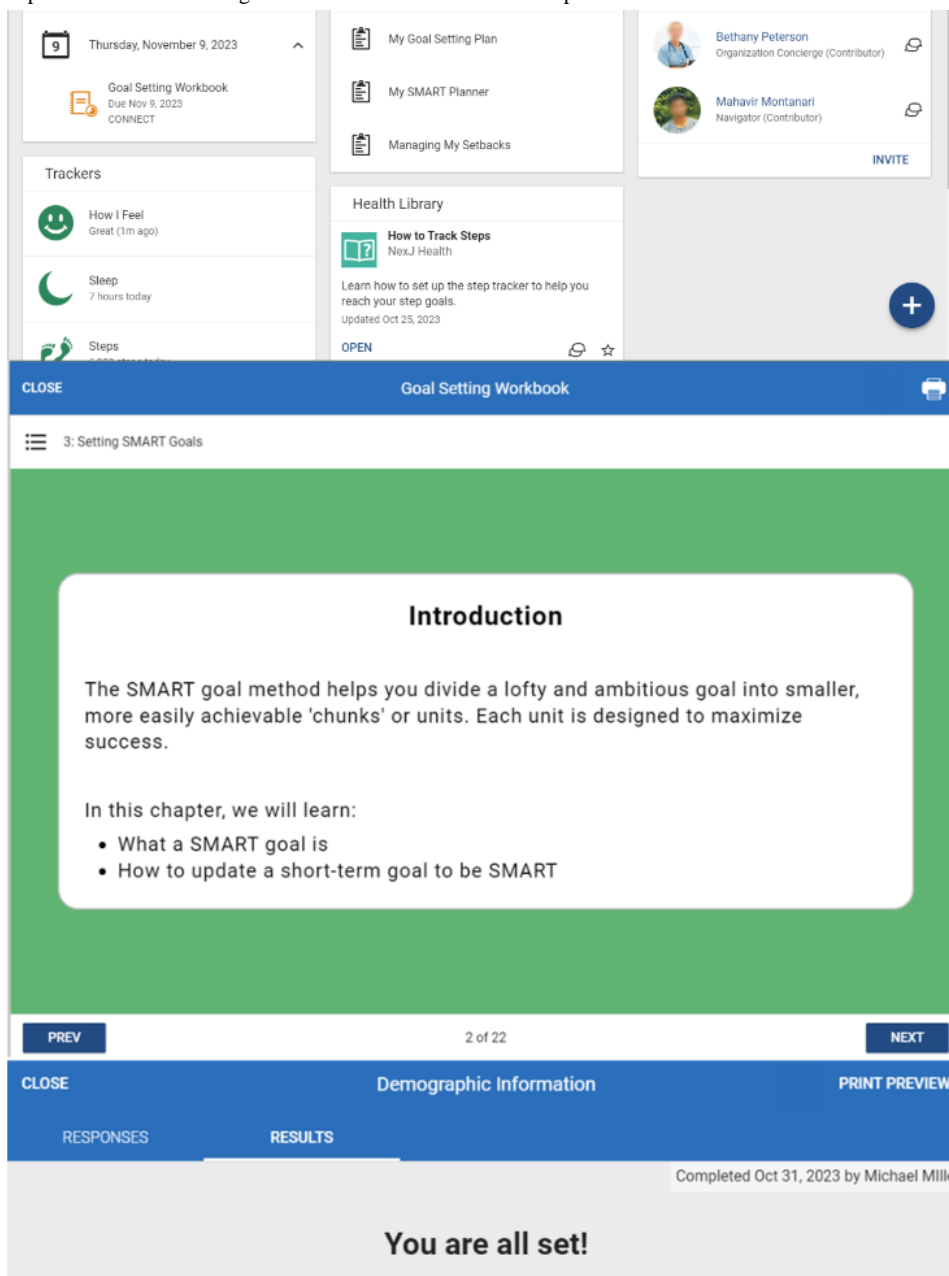 9
Thursday, November 9, 2023
Goal Setting Workbook
Due Nov 9, 2023
CONNECT
Trackers
How I Feel
Great (1m ago)
Sleep
7 hours today
Steps
My Goal Setting Plan
My SMART Planner
Managing My Setbacks
Health Library
How to Track Steps
NexJ Health
Learn how to set up the step tracker to help you
reach your step goals.
Updated Oct 25, 2023
OPEN
Bethany Peterson
Organization Concierge (Contributor)
Mahavir Montanari
Navigator (Contributor)
INVITE
CLOSE
Goal Setting Workbook
3: Setting SMART Goals
Introduction
The SMART goal method helps you divide a lofty and ambitious goal into smaller,
more easily achievable 'chunks' or units. Each unit is designed to maximize
success.
In this chapter, we will learn:
• What a SMART goal is
• How to update a short-term goal to be SMART
PREV
2 of 22
NEXT
CLOSE
Demographic Information
PRINT PREVIEW
RESPONSES
RESULTS
Completed Oct 31, 2023 by Michael
You are all set!